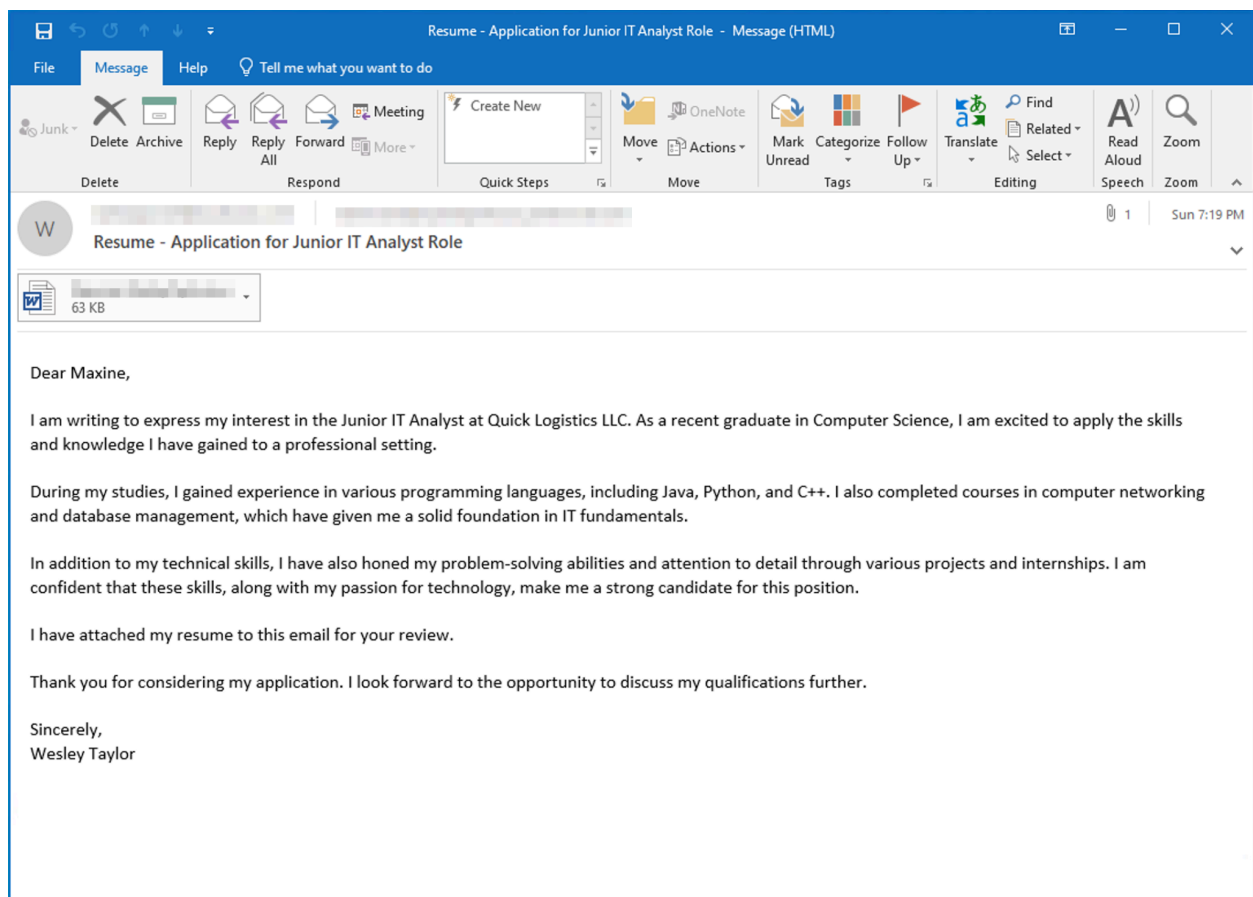 Resume - Application for Junior IT Analyst Role - Message (HTML)
File Message Help Tell me what you want to do
Junk
Delete
Archive
Reply
Reply All
Forward
Meeting
More
Create New
Move
OneNote
Actions
Mark Unread
Categorize
Follow Up
Translate
Find
Related
Select
Read Aloud
Zoom
Delete Respond Quick Steps Move Tags Editing Speech Zoom
W
1 Sun 7:19 PM
Resume - Application for Junior IT Analyst Role
63 KB
Dear Maxine,
I am writing to express my interest in the Junior IT Analyst at Quick Logistics LLC. As a recent graduate in Computer Science, I am excited to apply the skills
and knowledge I have gained to a professional setting.
During my studies, I gained experience in various programming languages, including Java, Python, and C++. I also completed courses in computer networking
and database management, which have given me a solid foundation in IT fundamentals.
In addition to my technical skills, I have also honed my problem-solving abilities and attention to detail through various projects and internships. I am
confident that these skills, along with my passion for technology, make me a strong candidate for this position.
I have attached my resume to this email for your review.
Thank you for considering my application. I look forward to the opportunity to discuss my qualifications further.
Sincerely,
Wesley Taylor